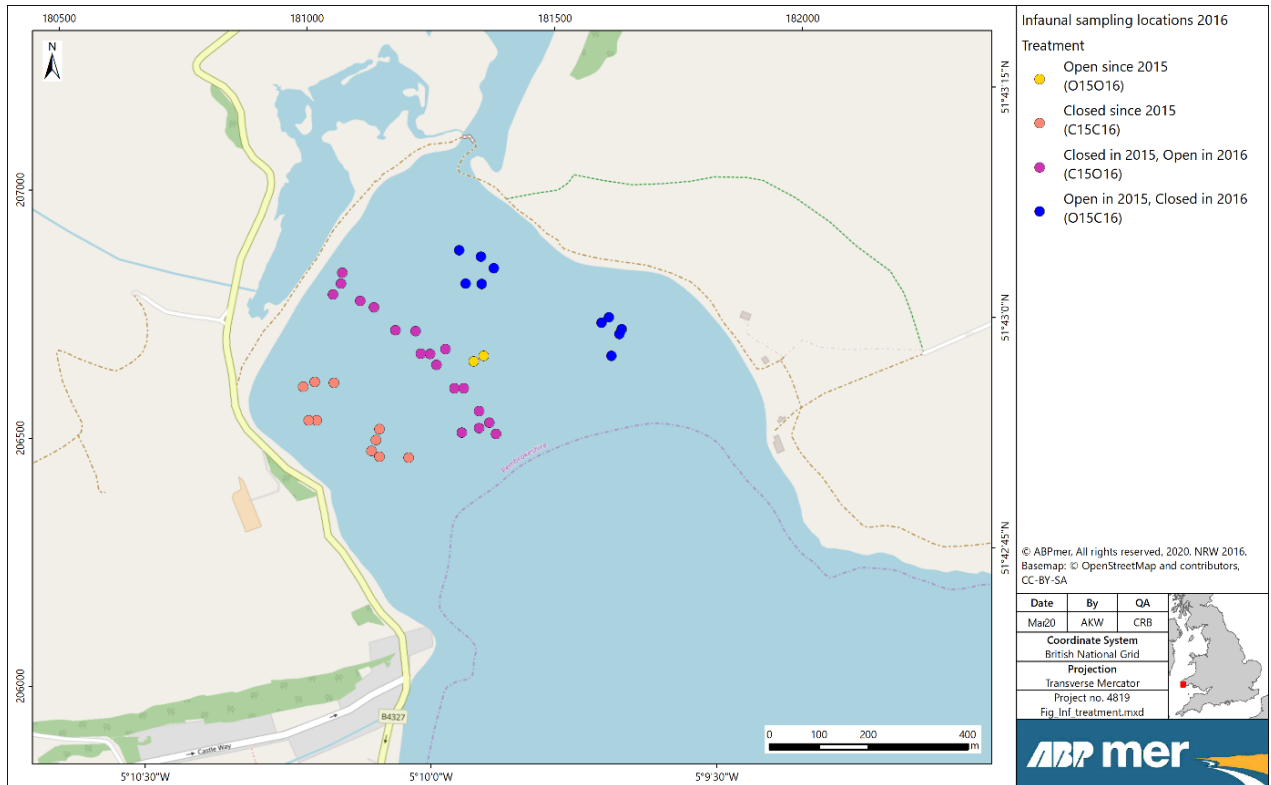 180500
181000
181500
182000
N
207000
206500
206000
51°43'15"N
51°43'0"N
51°42'45"N
Pembrokeshire
B4327
Castle Way
0
100
200
400
m
5°10'30"W
5°10'0"W
5°9'30"W
Infaunal sampling locations 2016
Treatment
Open since 2015
(O15O16)
Closed since 2015
(C15C16)
Closed in 2015, Open in 2016
(C15O16)
Open in 2015, Closed in 2016
(O15C16)
© ABPmer, All rights reserved, 2020. NRW 2016.
Basemap: © OpenStreetMap and contributors,
CC-BY-SA
Date By QA
Mar20 AKW CRB
Coordinate System
British National Grid
Projection
Transverse Mercator
Project no. 4819
Fig_Inf_treatment.mxd
ABPmer